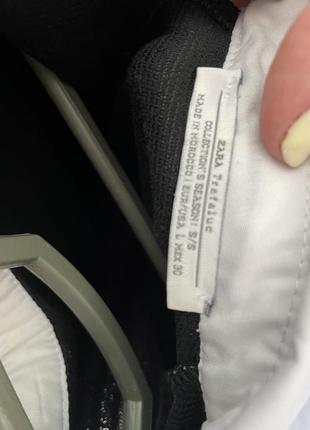 ZARA Trafaluc
COLLECTION'S SEASON: S/S
MADE IN MOROCCO | EUR/USA L MEX 30